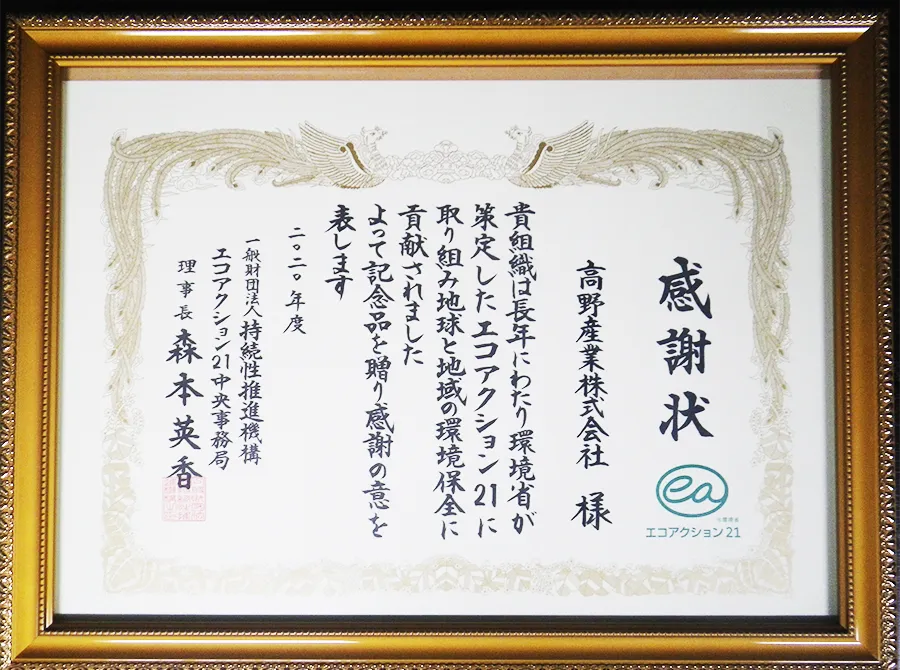 感謝状
ea
©環境省
エコアクション21
高野産業株式会社 様
貴組織は長年にわたり環境省が
策定したエコアクション21に
取り組み地球と地域の環境保全に
貢献されました
よって記念品を贈り感謝の意を
表します
二〇二〇年度
一般財団法人 持続性推進機構
エコアクション21中央事務局
理事長 森本英香